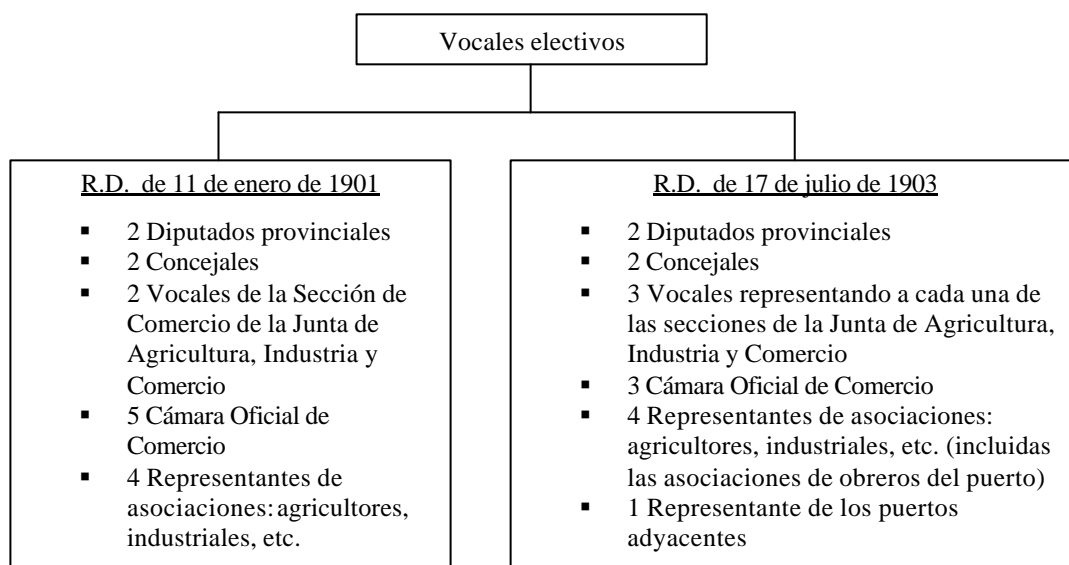 Vocales electivos
R.D. de 11 de enero de 1901
▪ 2 Diputados provinciales
▪ 2 Concejales
▪ 2 Vocales de la Sección de
Comercio de la Junta de
Agricultura, Industria y
Comercio
▪ 5 Cámara Oficial de
Comercio
▪ 4 Representantes de
asociaciones: agricultores,
industriales, etc.
R.D. de 17 de julio de 1903
▪ 2 Diputados provinciales
▪ 2 Concejales
▪ 3 Vocales representando a cada una de
las secciones de la Junta de Agricultura,
Industria y Comercio
▪ 3 Cámara Oficial de Comercio
▪ 4 Representantes de asociaciones:
agricultores, industriales, etc. (incluidas
las asociaciones de obreros del puerto)
▪ 1 Representante de los puertos
adyacentes